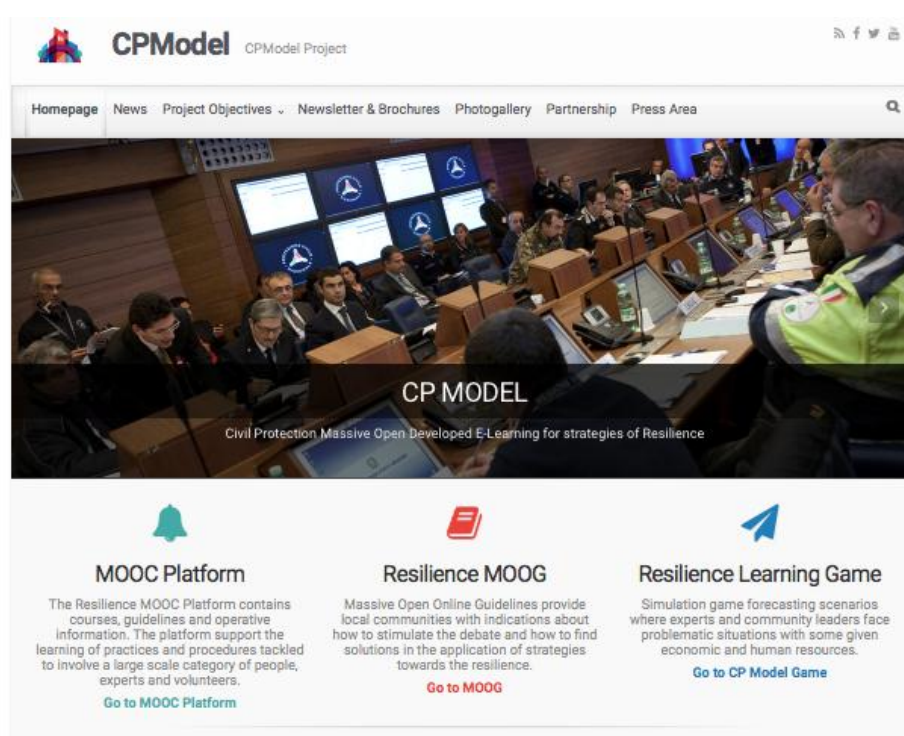 CPModel CPModel Project
Homepage News Project Objectives Newsletter & Brochures Photogallery Partnership Press Area
CP MODEL
Civil Protection Massive Open Developed E-Learning for strategies of Resilience
MOOC Platform
The Resilience MOOC Platform contains
courses, guidelines and operative
information. The platform support the
learning of practices and procedures tackled
to involve a large scale category of people,
experts and volunteers.
Go to MOOC Platform
Resilience MOOG
Massive Open Online Guidelines provide
local communities with indications about
how to stimulate the debate and how to find
solutions in the application of strategies
towards the resilience.
Go to MOOG
Resilience Learning Game
Simulation game forecasting scenarios
where experts and community leaders face
problematic situations with some given
economic and human resources.
Go to CP Model Game